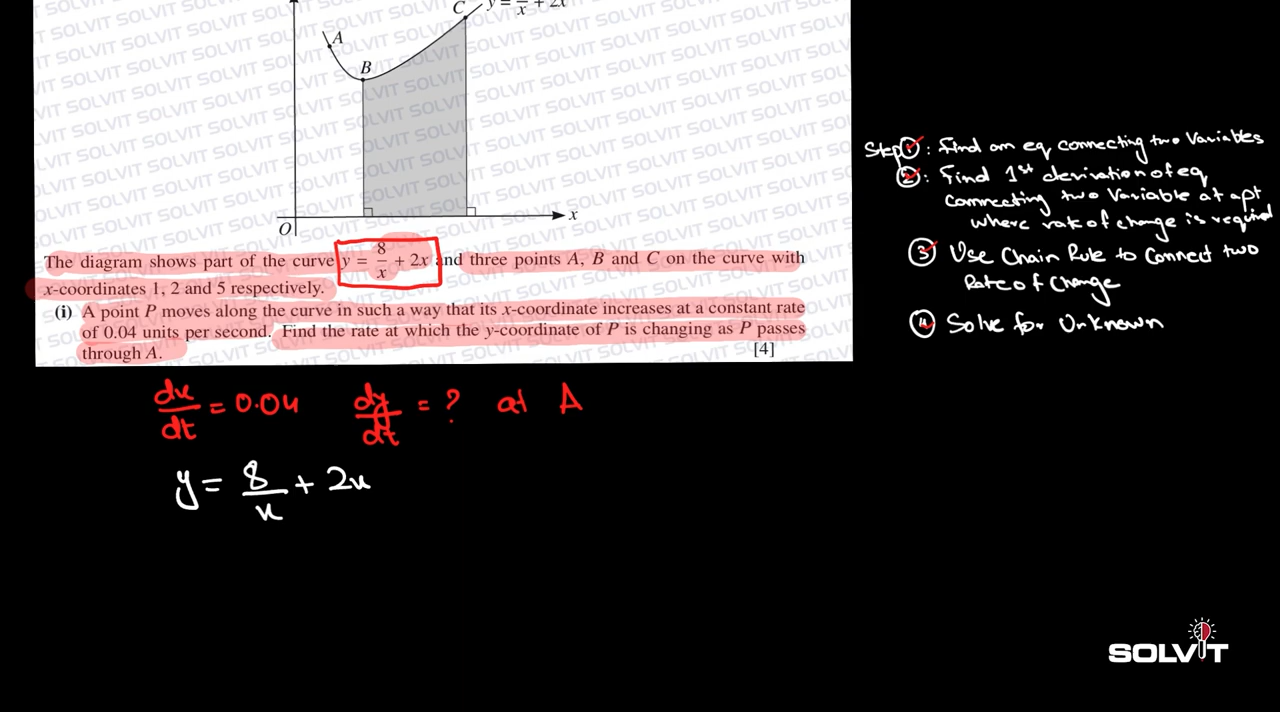 C y = 8/x + 2x
A
B
O
x
The diagram shows part of the curve y = 8/x + 2x and three points A, B and C on the curve with
x-coordinates 1, 2 and 5 respectively.
(i) A point P moves along the curve in such a way that its x-coordinate increases at a constant rate
of 0.04 units per second. Find the rate at which the y-coordinate of P is changing as P passes
through A. [4]
Step ①: Find an eq connecting two Variables
②: Find 1st derivation of eq
connecting two Variable at a pt
where rate of change is required
③ Use Chain Rule to Connect two
Rate of Change
④ Solve for Unknown
dx/dt = 0.04 dy/dt = ? at A
y = 8/x + 2x
SOLVIT